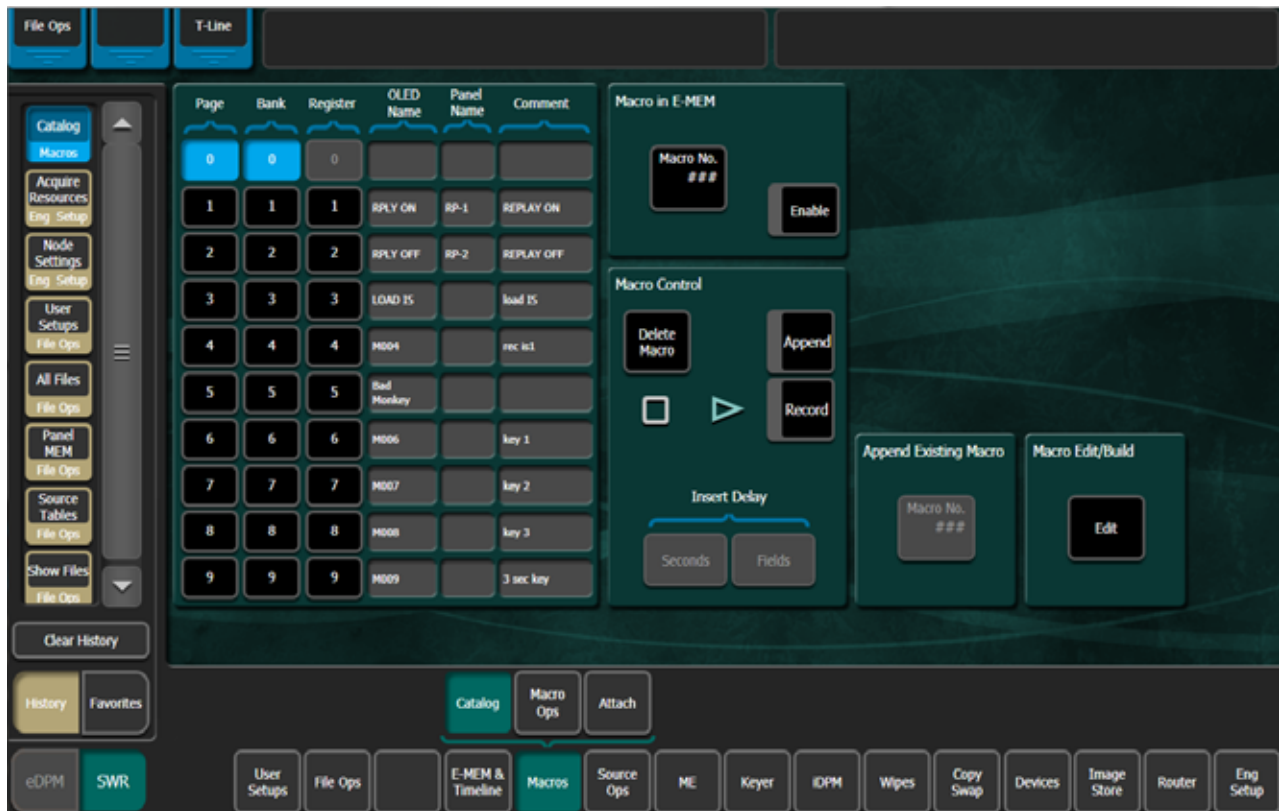 File Ops
T-Line
Catalog
Macros
Acquire
Resources
Eng Setup
Node
Settings
Eng Setup
User
Setups
File Ops
All Files
File Ops
Panel
MEM
File Ops
Source
Tables
File Ops
Show Files
File Ops
Clear History
History Favorites
eDPM SWR
Page Bank Register OLED Name Panel Name Comment
0 0 0
1 1 1 RPLY ON RP-1 REPLAY ON
2 2 2 RPLY OFF RP-2 REPLAY OFF
3 3 3 LOAD IS load IS
4 4 4 M004 rec is1
5 5 5 Bad Monkey
6 6 6 M006 key 1
7 7 7 M007 key 2
8 8 8 M008 key 3
9 9 9 M009 3 sec key
Macro in E-MEM
Macro No.
###
Enable
Macro Control
Delete
Macro
Append
Record
Insert Delay
Seconds Fields
Append Existing Macro
Macro No.
###
Macro Edit/Build
Edit
Catalog
Macro
Ops
Attach
User
Setups
File Ops
E-MEM &
Timeline
Macros
Source
Ops
ME
Keyer
iDPM
Wipes
Copy
Swap
Devices
Image
Store
Router
Eng
Setup